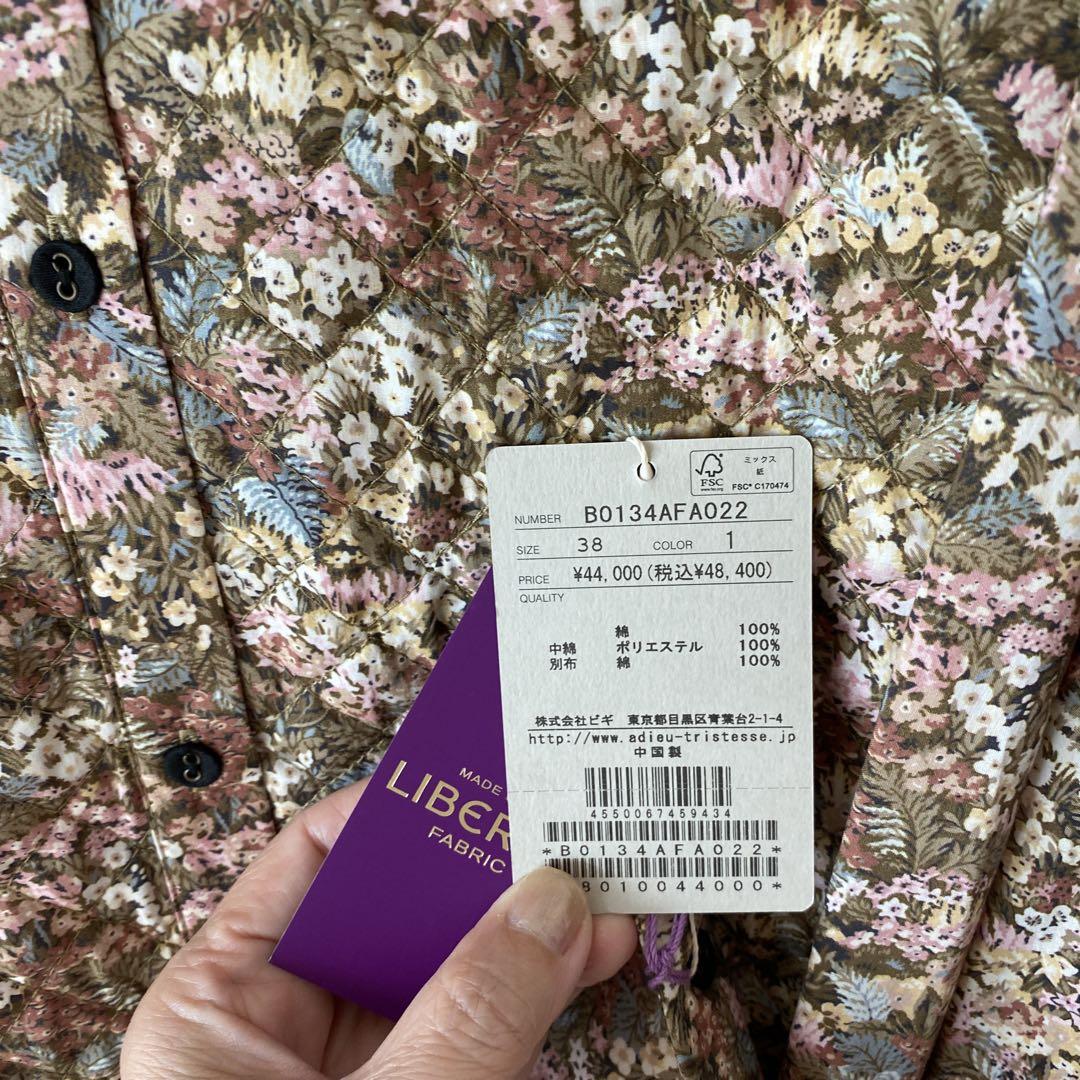 ミックス
紙
FSC
www.fsc.org
FSC® C170474
NUMBER B0134AFA022
SIZE 38 COLOR 1
PRICE ¥44,000(税込¥48,400)
QUALITY
綿 100%
中綿 ポリエステル 100%
別布 綿 100%
株式会社ビギ 東京都目黒区青葉台2-1-4
http://www.adieu-tristesse.jp
中国製
4550067459434
*B0134AFA022*
8010044000*
MADE
LIBER
FABRIC